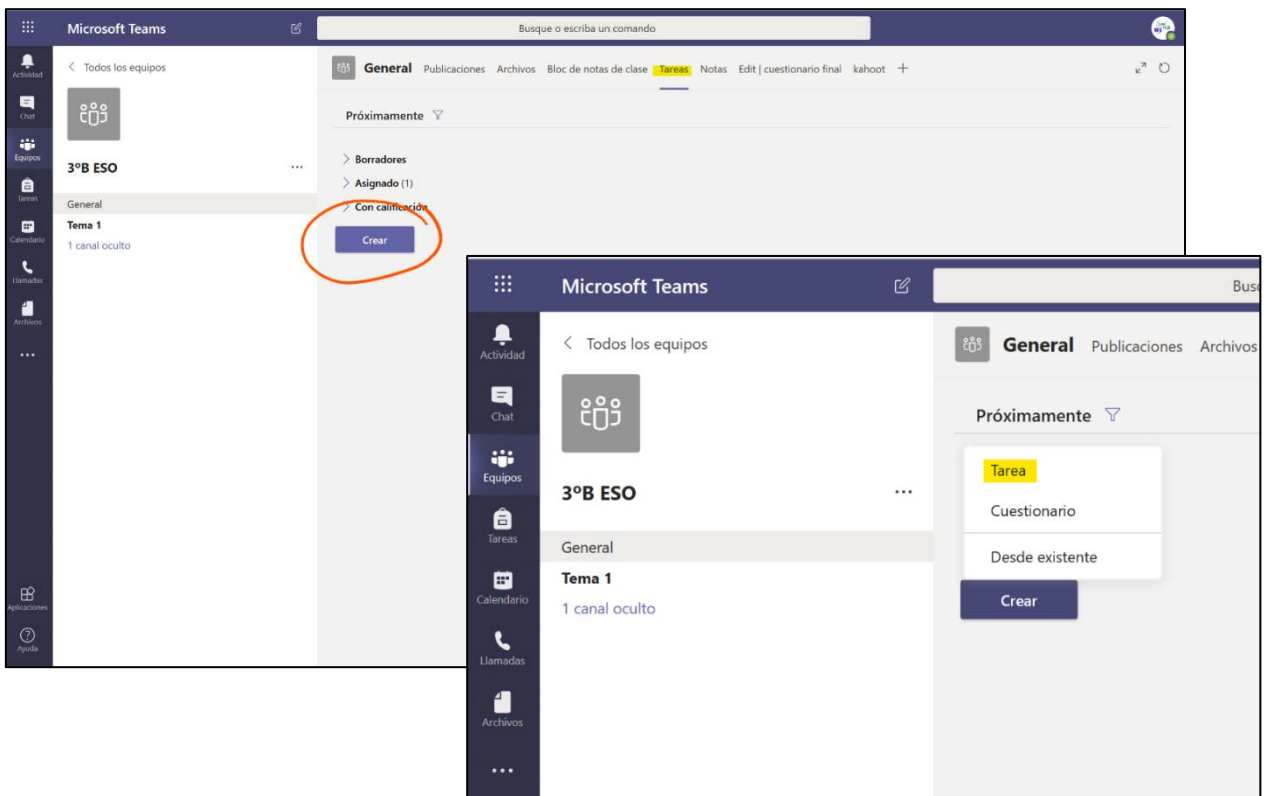 Microsoft Teams
Busque o escriba un comando
Actividad
Chat
Equipos
Tareas
Calendario
Llamadas
Archivos
Aplicaciones
Ayuda
Todos los equipos
3ºB ESO
General
Tema 1
1 canal oculto
General Publicaciones Archivos Bloc de notas de clase Tareas Notas Edit | cuestionario final kahoot
Próximamente
Borradores
Asignado (1)
Con calificación
Crear
Microsoft Teams
Actividad
Chat
Equipos
Tareas
Calendario
Llamadas
Archivos
Todos los equipos
3ºB ESO
General
Tema 1
1 canal oculto
General Publicaciones Archivos
Próximamente
Tarea
Cuestionario
Desde existente
Crear